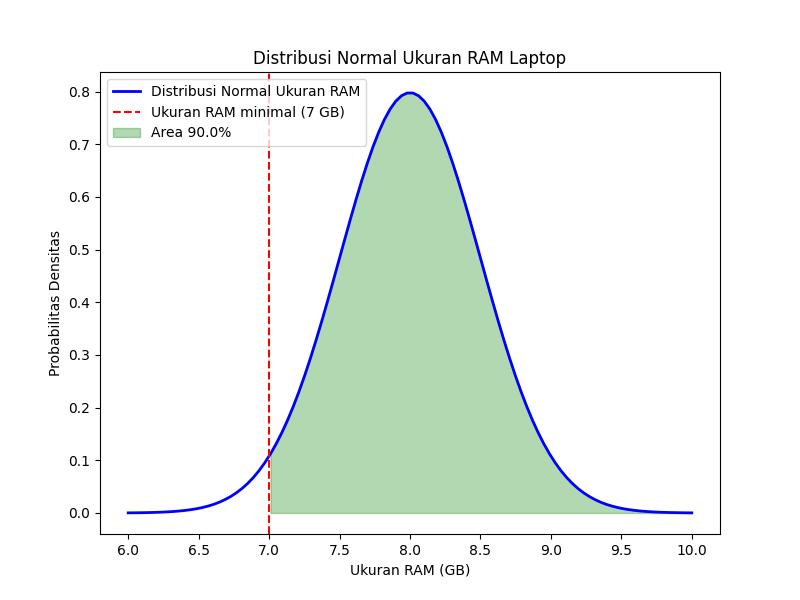 Distribusi Normal Ukuran RAM Laptop
Distribusi Normal Ukuran RAM
Ukuran RAM minimal (7 GB)
Area 90.0%
Probabilitas Densitas
0.8
0.7
0.6
0.5
0.4
0.3
0.2
0.1
0.0
6.0 6.5 7.0 7.5 8.0 8.5 9.0 9.5 10.0
Ukuran RAM (GB)